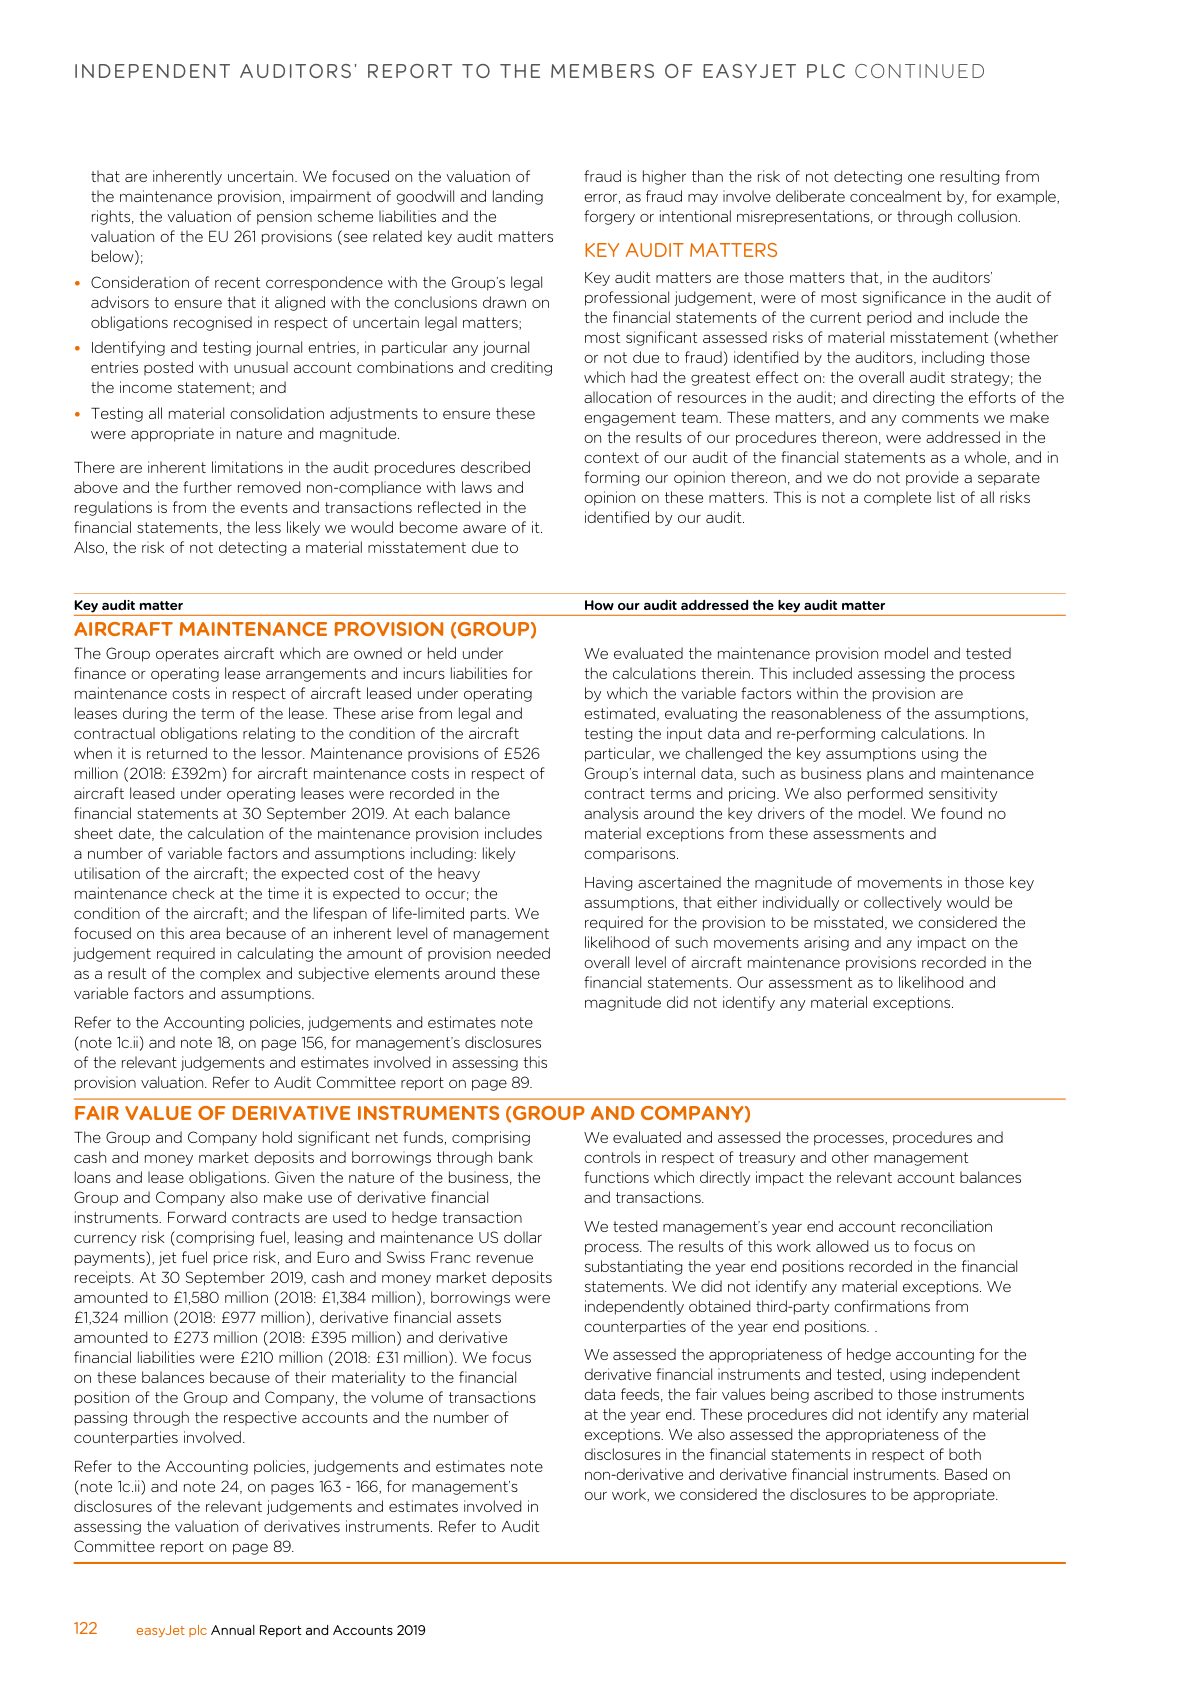 INDEPENDENT AUDITORS' REPORT TO THE MEMBERS OF EASYJET PLC CONTINUED
that are inherently uncertain. We focused on the valuation of
the maintenance provision, impairment of goodwill and landing
rights, the valuation of pension scheme liabilities and the
valuation of the EU 261 provisions (see related key audit matters
below);
• Consideration of recent correspondence with the Group's legal
advisors to ensure that it aligned with the conclusions drawn on
obligations recognised in respect of uncertain legal matters;
• Identifying and testing journal entries, in particular any journal
entries posted with unusual account combinations and crediting
the income statement; and
• Testing all material consolidation adjustments to ensure these
were appropriate in nature and magnitude.
There are inherent limitations in the audit procedures described
above and the further removed non-compliance with laws and
regulations is from the events and transactions reflected in the
financial statements, the less likely we would become aware of it.
Also, the risk of not detecting a material misstatement due to
fraud is higher than the risk of not detecting one resulting from
error, as fraud may involve deliberate concealment by, for example,
forgery or intentional misrepresentations, or through collusion.
KEY AUDIT MATTERS
Key audit matters are those matters that, in the auditors'
professional judgement, were of most significance in the audit of
the financial statements of the current period and include the
most significant assessed risks of material misstatement (whether
or not due to fraud) identified by the auditors, including those
which had the greatest effect on: the overall audit strategy; the
allocation of resources in the audit; and directing the efforts of the
engagement team. These matters, and any comments we make
on the results of our procedures thereon, were addressed in the
context of our audit of the financial statements as a whole, and in
forming our opinion thereon, and we do not provide a separate
opinion on these matters. This is not a complete list of all risks
identified by our audit.
Key audit matter
How our audit addressed the key audit matter
AIRCRAFT MAINTENANCE PROVISION (GROUP)
The Group operates aircraft which are owned or held under
finance or operating lease arrangements and incurs liabilities for
maintenance costs in respect of aircraft leased under operating
leases during the term of the lease. These arise from legal and
contractual obligations relating to the condition of the aircraft
when it is returned to the lessor. Maintenance provisions of £526
million (2018: £392m) for aircraft maintenance costs in respect of
aircraft leased under operating leases were recorded in the
financial statements at 30 September 2019. At each balance
sheet date, the calculation of the maintenance provision includes
a number of variable factors and assumptions including: likely
utilisation of the aircraft; the expected cost of the heavy
maintenance check at the time it is expected to occur; the
condition of the aircraft; and the lifespan of life-limited parts. We
focused on this area because of an inherent level of management
judgement required in calculating the amount of provision needed
as a result of the complex and subjective elements around these
variable factors and assumptions.
Refer to the Accounting policies, judgements and estimates note
(note 1c.ii) and note 18, on page 156, for management's disclosures
of the relevant judgements and estimates involved in assessing this
provision valuation. Refer to Audit Committee report on page 89.
We evaluated the maintenance provision model and tested
the calculations therein. This included assessing the process
by which the variable factors within the provision are
estimated, evaluating the reasonableness of the assumptions,
testing the input data and re-performing calculations. In
particular, we challenged the key assumptions using the
Group's internal data, such as business plans and maintenance
contract terms and pricing. We also performed sensitivity
analysis around the key drivers of the model. We found no
material exceptions from these assessments and
comparisons.
Having ascertained the magnitude of movements in those key
assumptions, that either individually or collectively would be
required for the provision to be misstated, we considered the
likelihood of such movements arising and any impact on the
overall level of aircraft maintenance provisions recorded in the
financial statements. Our assessment as to likelihood and
magnitude did not identify any material exceptions.
FAIR VALUE OF DERIVATIVE INSTRUMENTS (GROUP AND COMPANY)
The Group and Company hold significant net funds, comprising
cash and money market deposits and borrowings through bank
loans and lease obligations. Given the nature of the business, the
Group and Company also make use of derivative financial
instruments. Forward contracts are used to hedge transaction
currency risk (comprising fuel, leasing and maintenance US dollar
payments), jet fuel price risk, and Euro and Swiss Franc revenue
receipts. At 30 September 2019, cash and money market deposits
amounted to £1,580 million (2018: £1,384 million), borrowings were
£1,324 million (2018: £977 million), derivative financial assets
amounted to £273 million (2018: £395 million) and derivative
financial liabilities were £210 million (2018: £31 million). We focus
on these balances because of their materiality to the financial
position of the Group and Company, the volume of transactions
passing through the respective accounts and the number of
counterparties involved.
Refer to the Accounting policies, judgements and estimates note
(note 1c.ii) and note 24, on pages 163 - 166, for management's
disclosures of the relevant judgements and estimates involved in
assessing the valuation of derivatives instruments. Refer to Audit
Committee report on page 89.
We evaluated and assessed the processes, procedures and
controls in respect of treasury and other management
functions which directly impact the relevant account balances
and transactions.
We tested management's year end account reconciliation
process. The results of this work allowed us to focus on
substantiating the year end positions recorded in the financial
statements. We did not identify any material exceptions. We
independently obtained third-party confirmations from
counterparties of the year end positions. .
We assessed the appropriateness of hedge accounting for the
derivative financial instruments and tested, using independent
data feeds, the fair values being ascribed to those instruments
at the year end. These procedures did not identify any material
exceptions. We also assessed the appropriateness of the
disclosures in the financial statements in respect of both
non-derivative and derivative financial instruments. Based on
our work, we considered the disclosures to be appropriate.
122 easyJet plc Annual Report and Accounts 2019